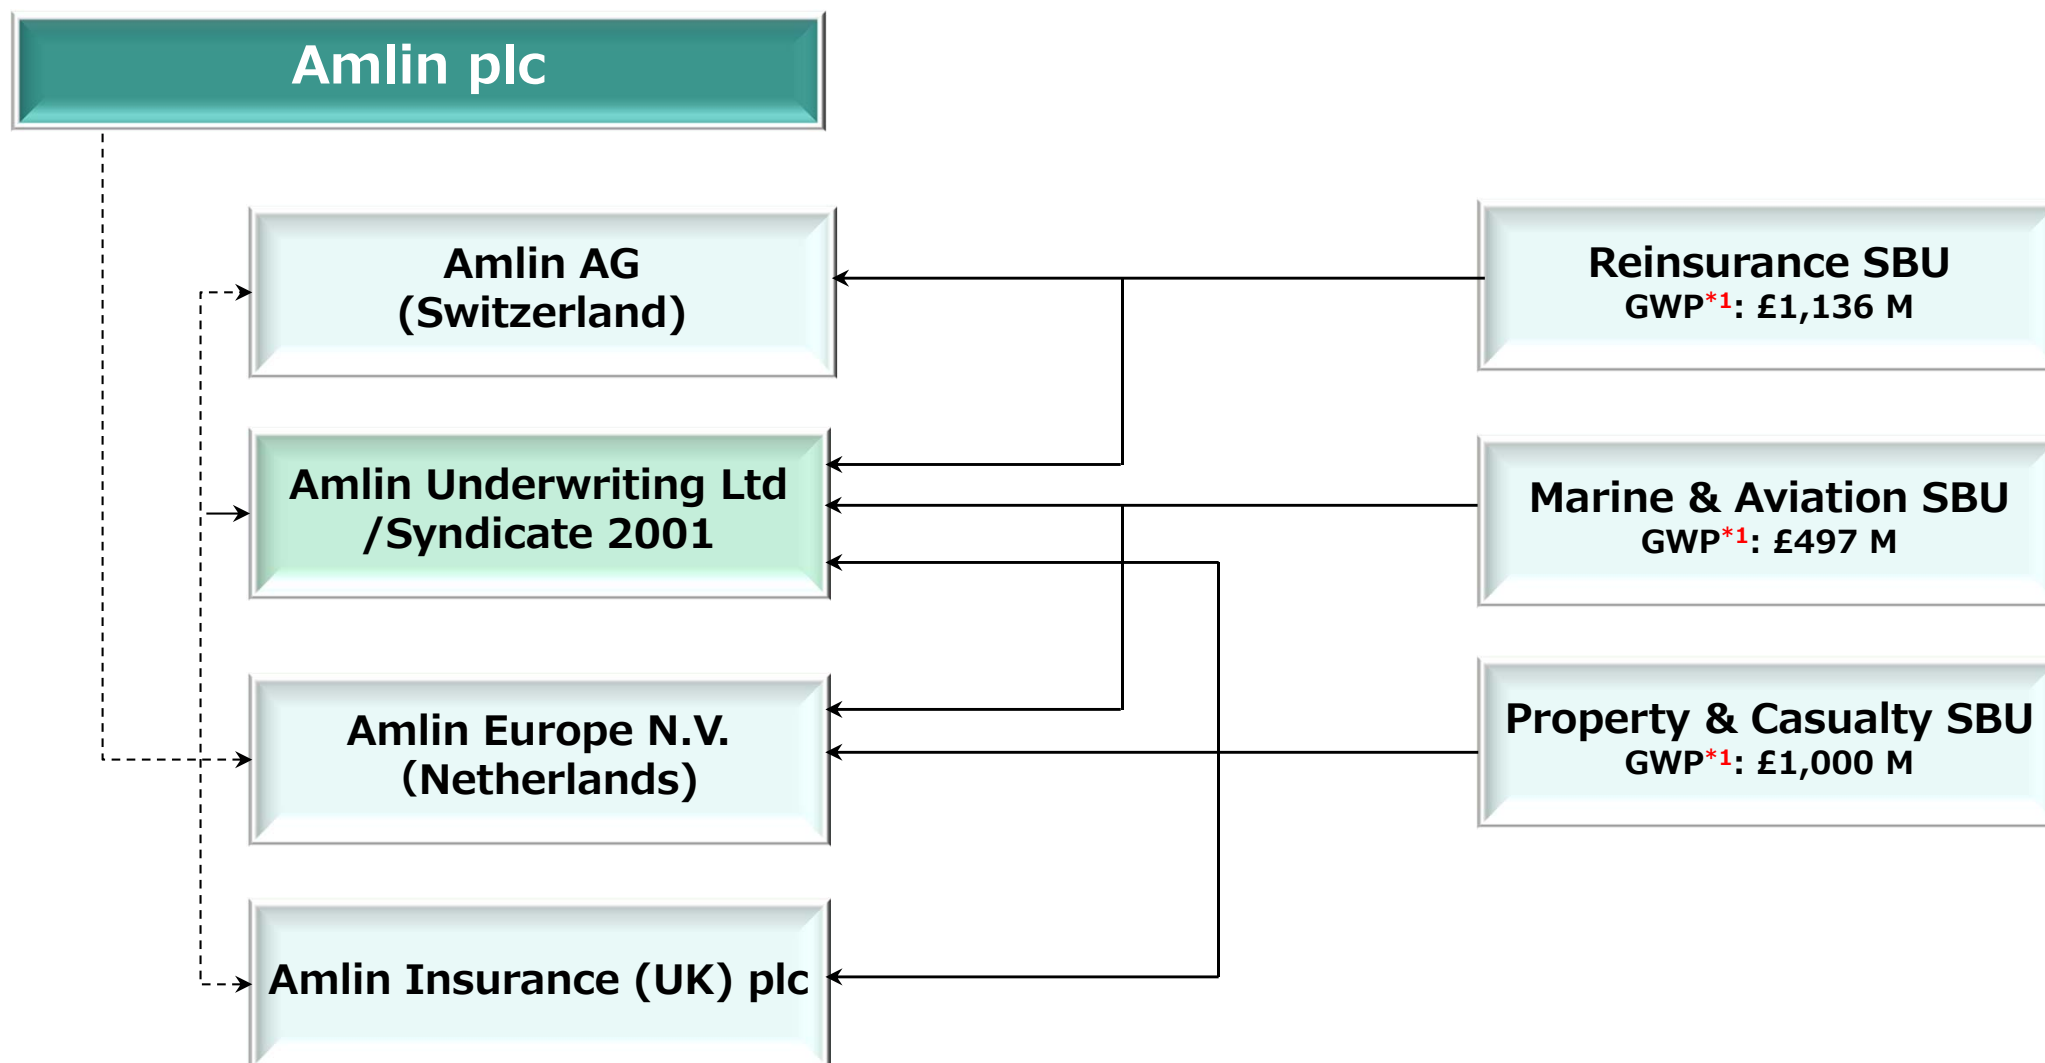 Amlin plc
Amlin AG
(Switzerland)
Reinsurance SBU
GWP*1: £1,136 M
Amlin Underwriting Ltd
/Syndicate 2001
Marine & Aviation SBU
GWP*1: £497 M
Amlin Europe N.V.
(Netherlands)
Property & Casualty SBU
GWP*1: £1,000 M
Amlin Insurance (UK) plc